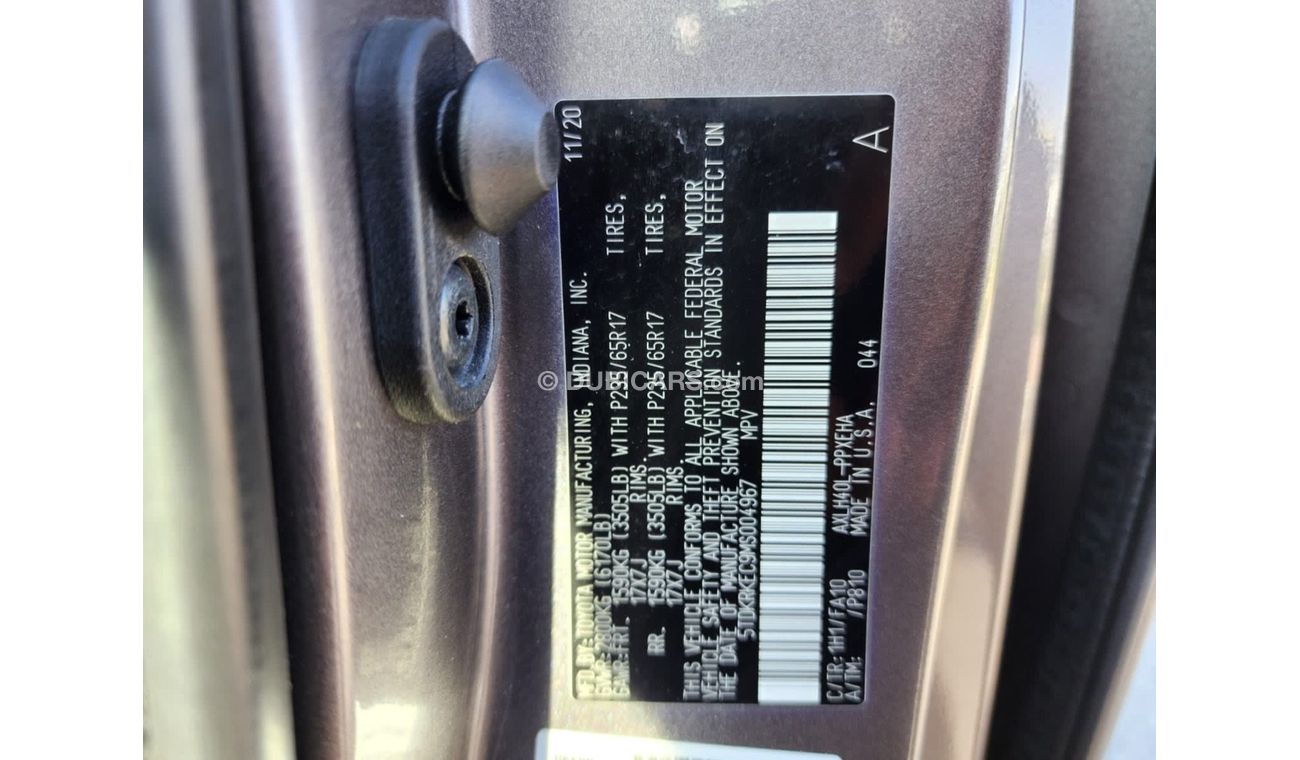 MFD.BY:TOYOTA MOTOR MANUFACTURING, INDIANA, INC. 11/20
GVWR: 2800KG (6170LB)
GAWR:FRT. 1590KG (3505LB) WITH P235/65R17 TIRES,
17X7J RIMS.
RR. 1590KG (3505LB) WITH P235/65R17 TIRES,
17X7J RIMS.
THIS VEHICLE CONFORMS TO ALL APPLICABLE FEDERAL MOTOR
VEHICLE SAFETY AND THEFT PREVENTION STANDARDS IN EFFECT ON
THE DATE OF MANUFACTURE SHOWN ABOVE.
5TDKRKEC9MS004967 MPV
C/TR:1H1/FA10 AXLH40L-PPXEHA 044
A/TM: /P810 MADE IN U.S.A. A
© DUBICARS.com